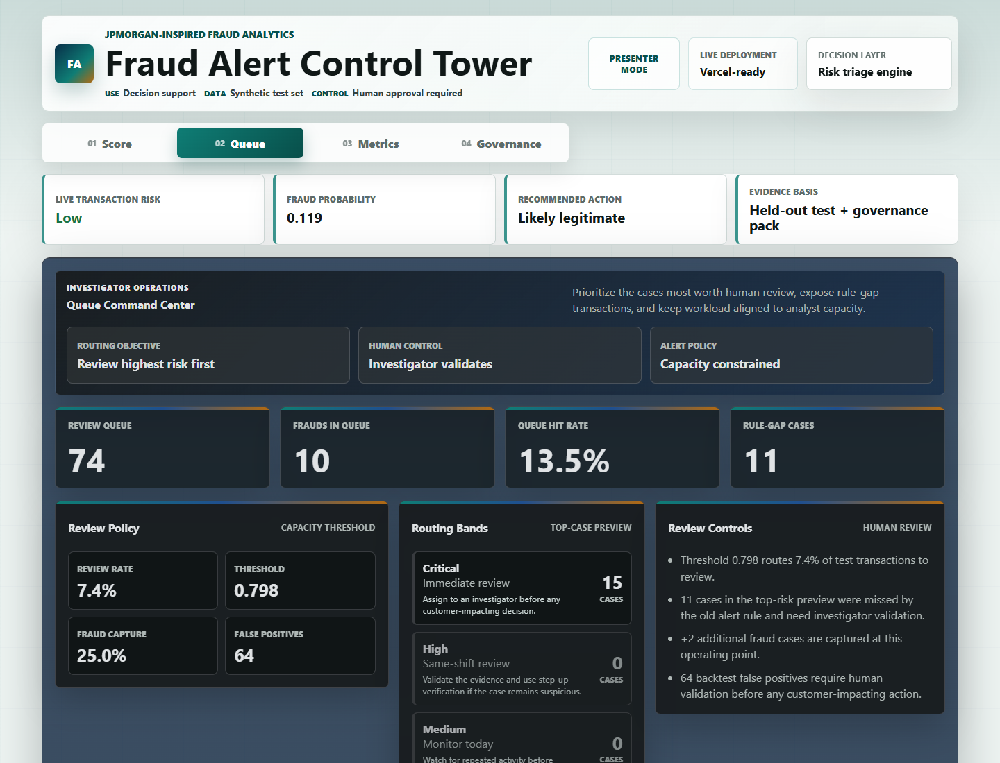 FA
JPMORGAN-INSPIRED FRAUD ANALYTICS
Fraud Alert Control Tower
USE Decision support DATA Synthetic test set CONTROL Human approval required
PRESENTER
MODE
LIVE DEPLOYMENT
Vercel-ready
DECISION LAYER
Risk triage engine
01 Score
02 Queue
03 Metrics
04 Governance
LIVE TRANSACTION RISK
Low
FRAUD PROBABILITY
0.119
RECOMMENDED ACTION
Likely legitimate
EVIDENCE BASIS
Held-out test + governance
pack
INVESTIGATOR OPERATIONS
Queue Command Center
Prioritize the cases most worth human review, expose rule-gap
transactions, and keep workload aligned to analyst capacity.
ROUTING OBJECTIVE
Review highest risk first
HUMAN CONTROL
Investigator validates
ALERT POLICY
Capacity constrained
REVIEW QUEUE
74
FRAUDS IN QUEUE
10
QUEUE HIT RATE
13.5%
RULE-GAP CASES
11
Review Policy
CAPACITY THRESHOLD
REVIEW RATE
7.4%
THRESHOLD
0.798
FRAUD CAPTURE
25.0%
FALSE POSITIVES
64
Routing Bands
TOP-CASE PREVIEW
Critical
Immediate review
Assign to an investigator before any
customer-impacting decision.
15
CASES
High
Same-shift review
Validate the evidence and use step-up
verification if the case remains suspicious.
0
CASES
Medium
Monitor today
Watch for repeated activity before
0
CASES
Review Controls
HUMAN REVIEW
• Threshold 0.798 routes 7.4% of test transactions to
review.
• 11 cases in the top-risk preview were missed by
the old alert rule and need investigator validation.
• +2 additional fraud cases are captured at this
operating point.
• 64 backtest false positives require human
validation before any customer-impacting action.